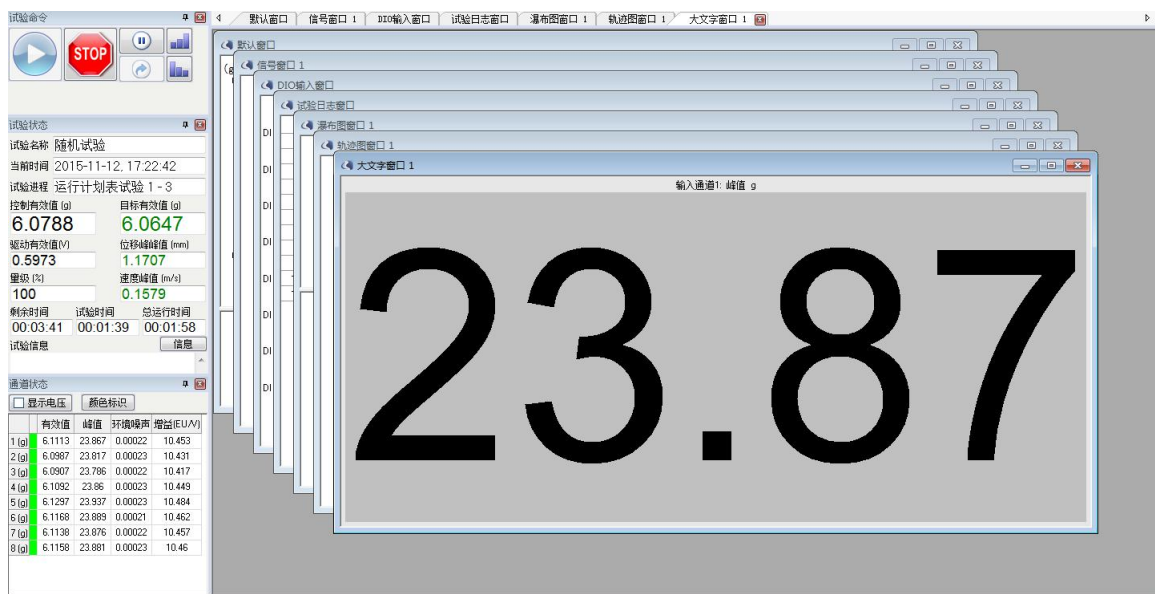 试验命令
STOP
默认窗口 信号窗口 1 DIO输入窗口 试验日志窗口 瀑布图窗口 1 轨迹图窗口 1 大文字窗口 1
试验状态
试验名称 随机试验
当前时间 2015-11-12, 17:22:42
试验进程 运行计划表试验 1 - 3
控制有效值 (g) 目标有效值 (g)
6.0788 6.0647
驱动有效值(V) 位移峰峰值 (mm)
0.5973 1.1707
量级 (%) 速度峰值 (m/s)
100 0.1579
剩余时间 试验时间 总运行时间
00:03:41 00:01:39 00:01:58
试验信息 信息
通道状态
显示电压 颜色标识
有效值 峰值 环境噪声 增益(EU/V)
1 (g) 6.1113 23.867 0.00022 10.453
2 (g) 6.0987 23.817 0.00023 10.431
3 (g) 6.0907 23.786 0.00022 10.417
4 (g) 6.1092 23.86 0.00023 10.449
5 (g) 6.1297 23.937 0.00023 10.484
6 (g) 6.1168 23.889 0.00021 10.462
7 (g) 6.1138 23.876 0.00022 10.457
8 (g) 6.1158 23.881 0.00023 10.46
默认窗口
(g
信号窗口 1
DIO输入窗口
DI
DI
DI
DI
DI
DI
DI
DI
试验日志窗口
瀑布图窗口 1
轨迹图窗口 1
大文字窗口 1
输入通道1: 峰值 g
23.87